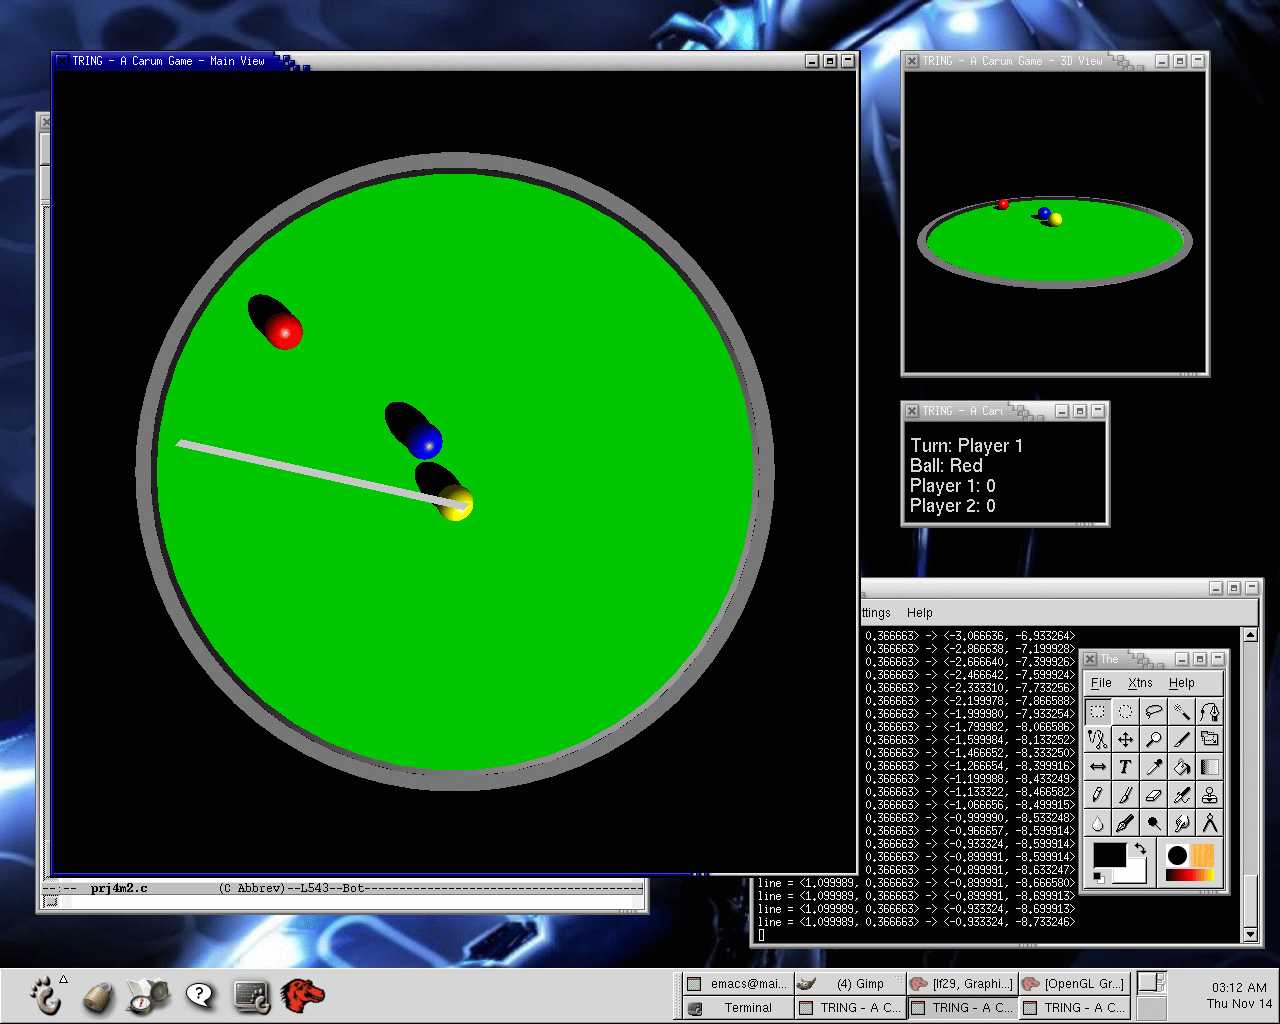 TRING - A Carum Game - Main View
TRING - A Carum Game - 3D View
TRING - A Car
Turn: Player 1
Ball: Red
Player 1: 0
Player 2: 0
ttings Help
0.366663> -> <-3.066636, -6.933264>
0.366663> -> <-2.866638, -7.199928>
0.366663> -> <-2.666640, -7.399926>
0.366663> -> <-2.466642, -7.599924>
0.366663> -> <-2.333310, -7.733256>
0.366663> -> <-2.199978, -7.866588>
0.366663> -> <-1.999980, -7.933254>
0.366663> -> <-1.799982, -8.066586>
0.366663> -> <-1.599984, -8.133252>
0.366663> -> <-1.466652, -8.333250>
0.366663> -> <-1.266654, -8.399916>
0.366663> -> <-1.199988, -8.433249>
0.366663> -> <-1.133322, -8.466582>
0.366663> -> <-1.066656, -8.499915>
0.366663> -> <-0.999990, -8.533248>
0.366663> -> <-0.966657, -8.599914>
0.366663> -> <-0.933324, -8.599914>
0.366663> -> <-0.899991, -8.599914>
0.366663> -> <-0.899991, -8.633247>
line = <1.099989, 0.366663> -> <-0.899991, -8.666580>
line = <1.099989, 0.366663> -> <-0.899991, -8.699913>
line = <1.099989, 0.366663> -> <-0.933324, -8.699913>
line = <1.099989, 0.366663> -> <-0.933324, -8.733246>
The
File Xtns Help
--:-- prj4m2.c (C Abbrev)--L543--Bot
emacs@mai... (4) Gimp [lf29, Graphi... [OpenGL Gr...
Terminal TRING - A C... TRING - A C... TRING - A C...
03:12 AM
Thu Nov 14